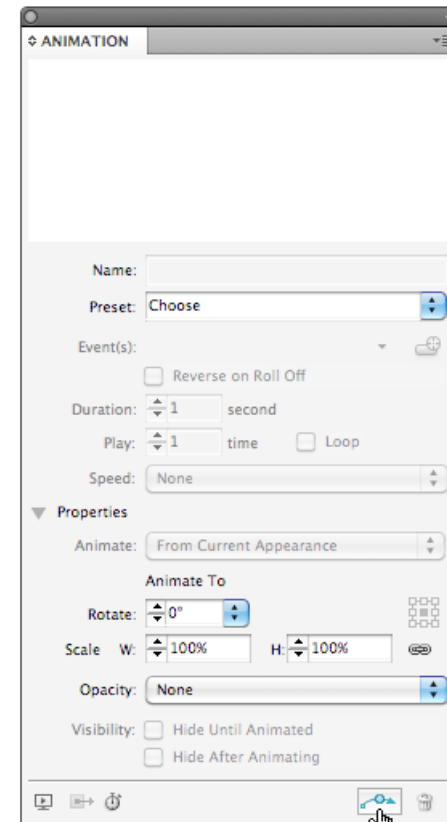 ANIMATION
Name:
Preset: Choose
Event(s):
Reverse on Roll Off
Duration: 1 second
Play: 1 time Loop
Speed: None
Properties
Animate: From Current Appearance
Animate To
Rotate: 0°
Scale W: 100% H: 100%
Opacity: None
Visibility: Hide Until Animated
Hide After Animating